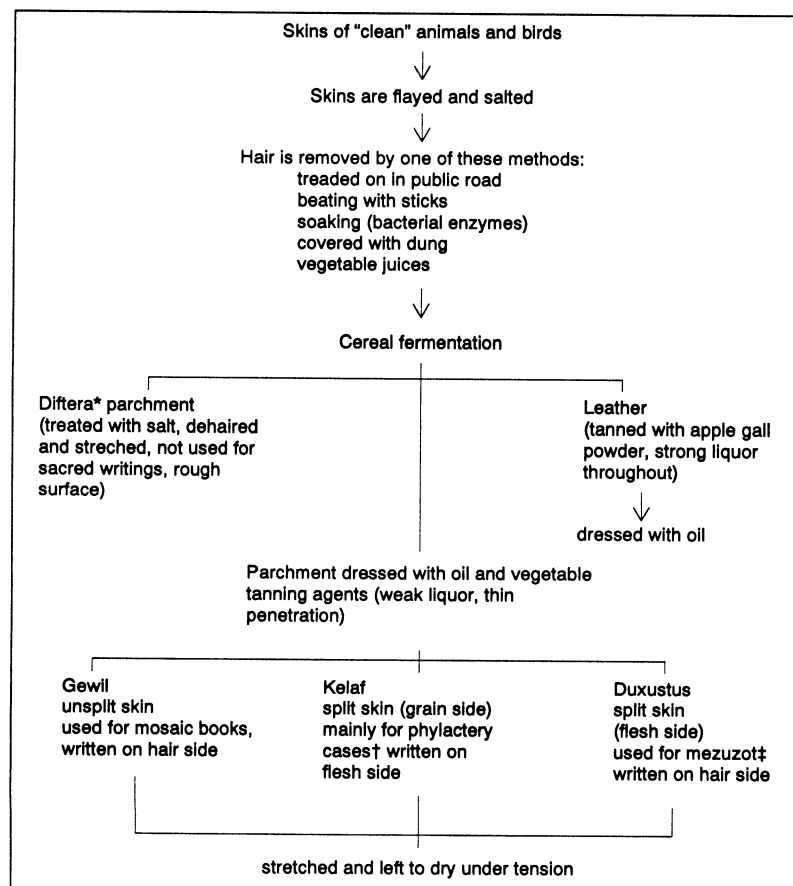 Skins of “clean” animals and birds
Skins are flayed and salted
Hair is removed by one of these methods:
treaded on in public road
beating with sticks
soaking (bacterial enzymes)
covered with dung
vegetable juices
Cereal fermentation
Diftera* parchment
(treated with salt, dehaired
and streched, not used for
sacred writings, rough
surface)
Leather
(tanned with apple gall
powder, strong liquor
throughout)
dressed with oil
Parchment dressed with oil and vegetable
tanning agents (weak liquor, thin
penetration)
Gewil
unsplit skin
used for mosaic books,
written on hair side
Kelaf
split skin (grain side)
mainly for phylactery
cases† written on
flesh side
Duxustus
split skin
(flesh side)
used for mezuzot‡
written on hair side
stretched and left to dry under tension